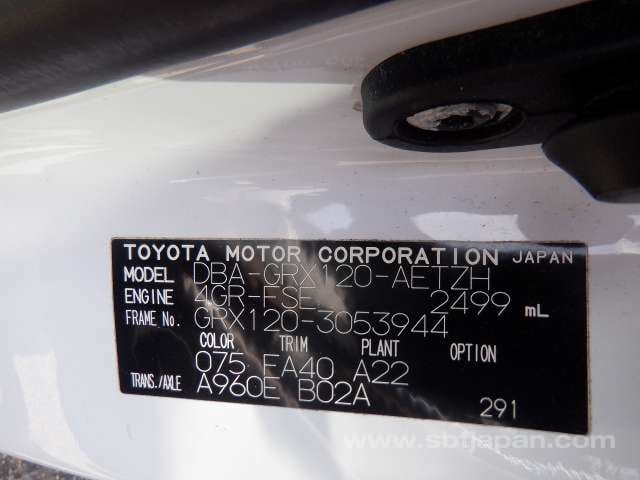 TOYOTA MOTOR CORPORATION JAPAN
MODEL DBA-GRX120-AETZH
ENGINE 4GR-FSE 2499 mL
FRAME No. GRX120-3053944
COLOR TRIM PLANT OPTION
075 FA40 A22
TRANS./AXLE A960E B02A 291
www.sbtjapan.com